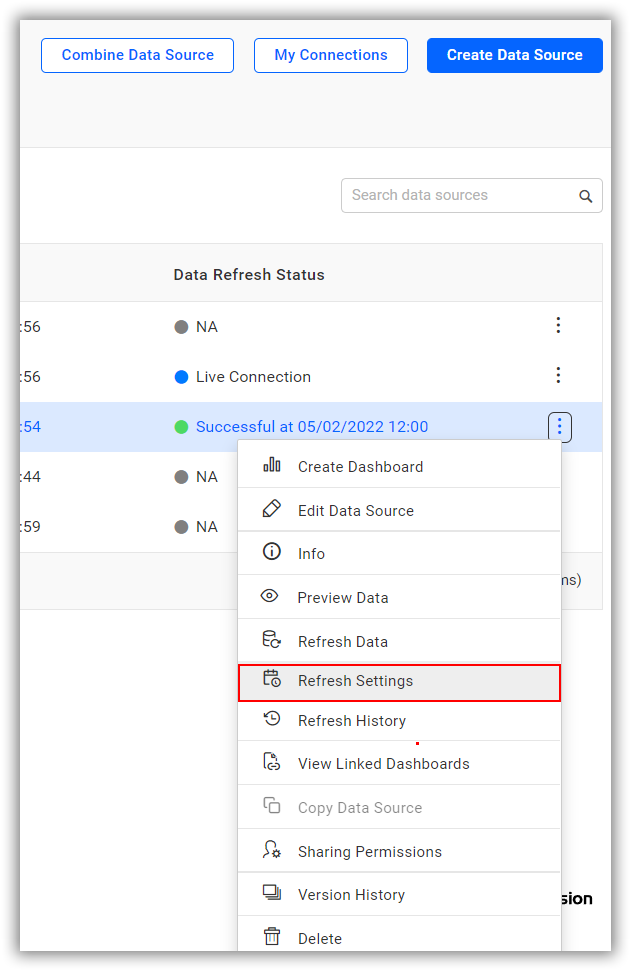 Combine Data Source My Connections Create Data Source
Search data sources
Data Refresh Status
:56 NA
:56 Live Connection
:54 Successful at 05/02/2022 12:00
:44 NA
:59 NA
ms)
Create Dashboard
Edit Data Source
Info
Preview Data
Refresh Data
Refresh Settings
Refresh History
View Linked Dashboards
Copy Data Source
Sharing Permissions
Version History
sion
Delete